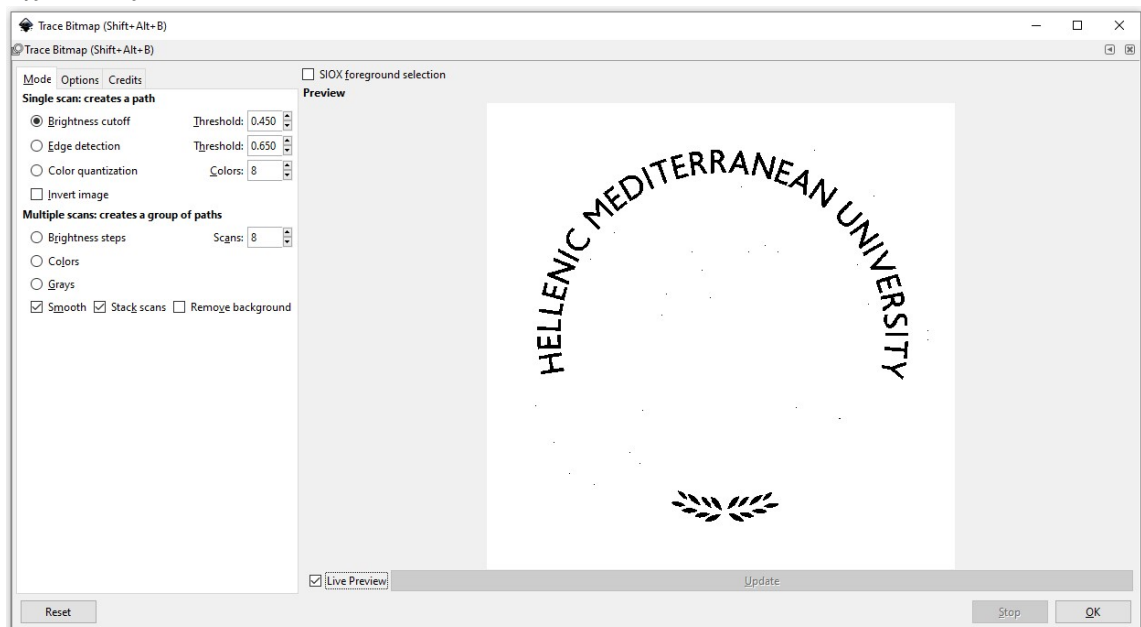 Trace Bitmap (Shift+Alt+B)
Trace Bitmap (Shift+Alt+B)
Mode Options Credits
Single scan: creates a path
Brightness cutoff Threshold: 0.450
Edge detection Threshold: 0.650
Color quantization Colors: 8
Invert image
Multiple scans: creates a group of paths
Brightness steps Scans: 8
Colors
Grays
Smooth Stack scans Remove background
SIOX foreground selection
Preview
HELLENIC MEDITERRANEAN UNIVERSITY
Live Preview Update
Reset Stop OK